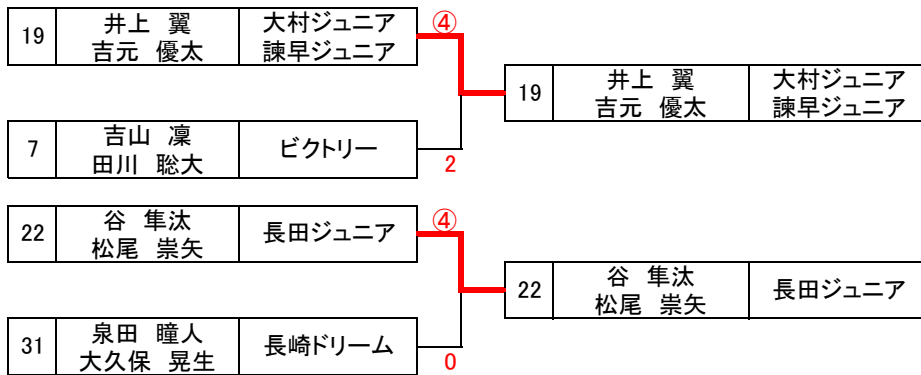 19 井上 翼 大村ジュニア ④
吉元 優太 諫早ジュニア
19 井上 翼 大村ジュニア
吉元 優太 諫早ジュニア
7 吉山 凜 ビクトリー
田川 聡大
2
22 谷 隼汰 長田ジュニア ④
松尾 崇矢
22 谷 隼汰 長田ジュニア
松尾 崇矢
31 泉田 瞳人 長崎ドリーム
大久保 晃生
0